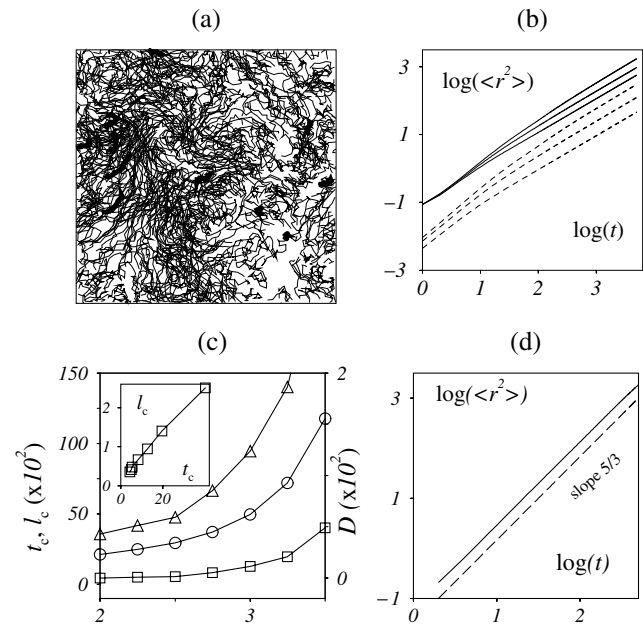 (a)
(b)
log(<r²>)
log(t)
3
1
−1
−3
0
1
2
3
(c)
t_c, l_c (x10²)
150
100
50
0
l_c
2
1
0
0
20
t_c
D (x10²)
2
0
2
3
(d)
log(<r²>)
slope 5/3
log(t)
3
1
−1
0
1
2